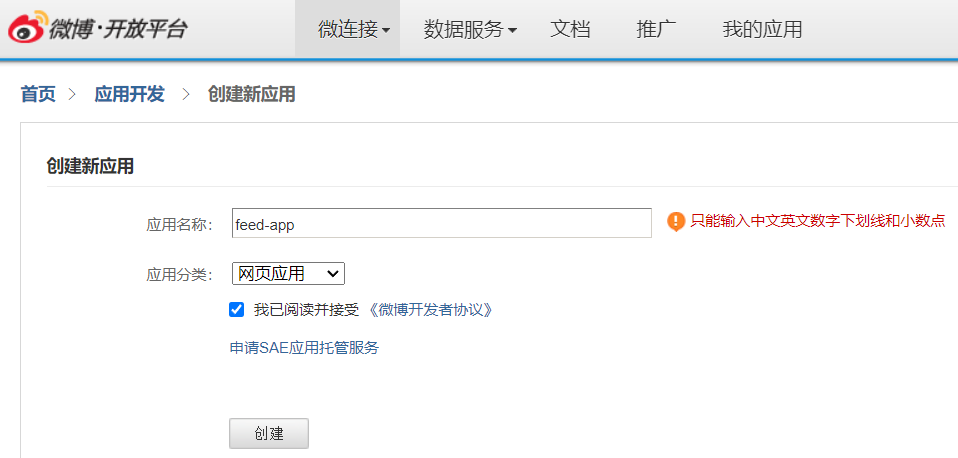 微博·开放平台 微连接 数据服务 文档 推广 我的应用
首页 > 应用开发 > 创建新应用
创建新应用
应用名称： feed-app 只能输入中文英文数字下划线和小数点
应用分类： 网页应用
我已阅读并接受 《微博开发者协议》
申请SAE应用托管服务
创建